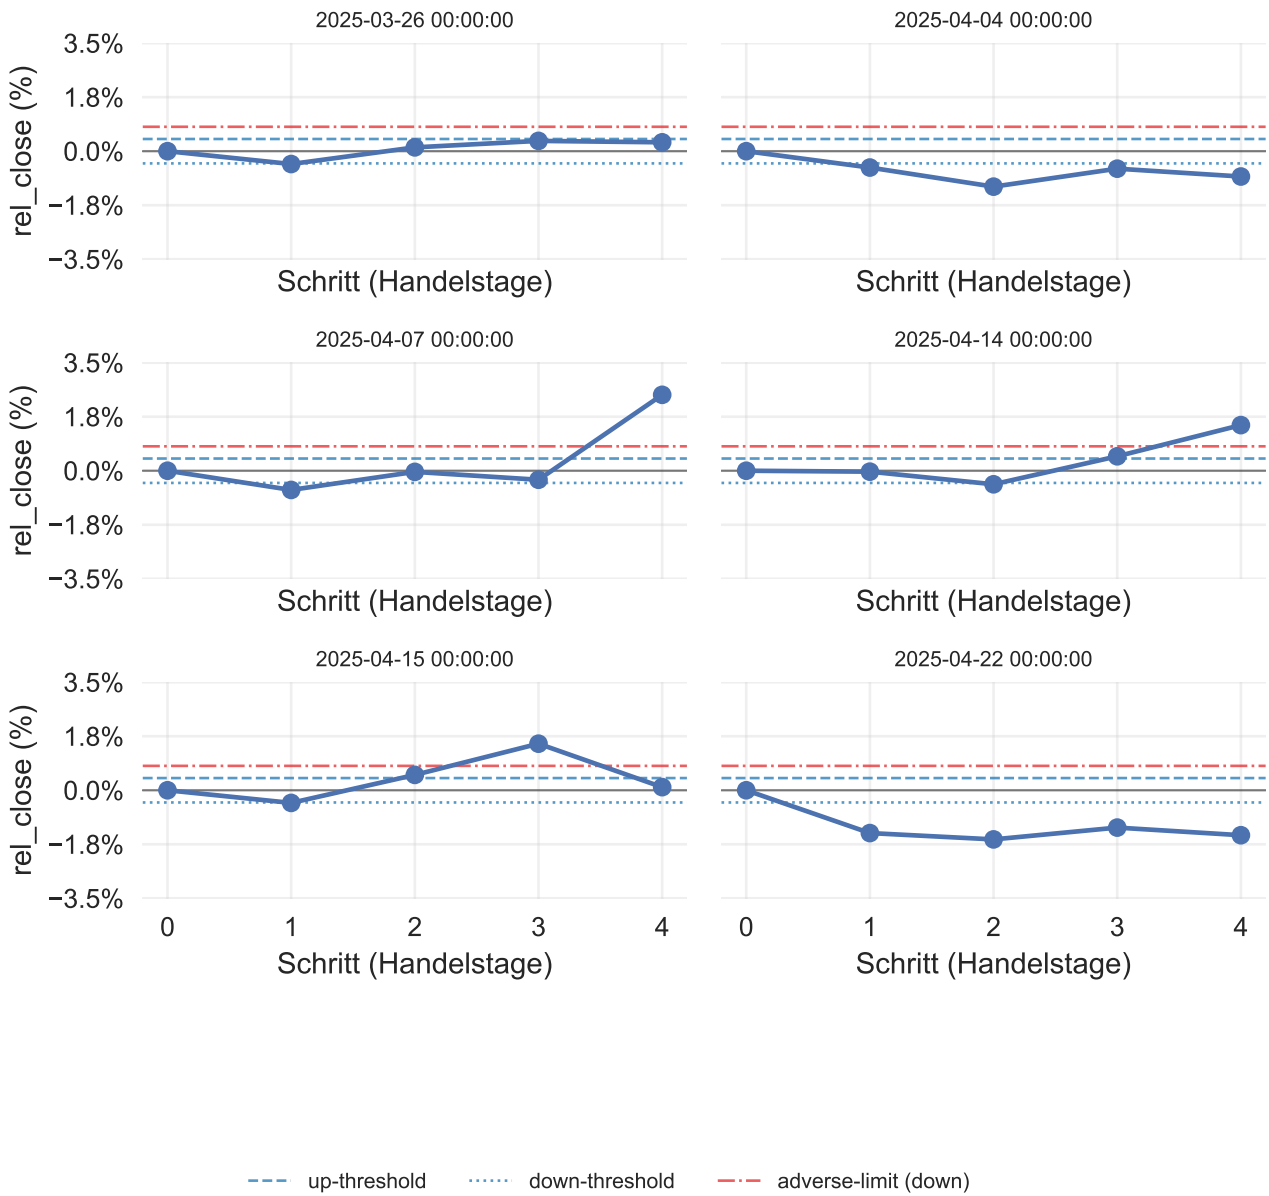 2025-03-26 00:00:00
2025-04-04 00:00:00
3.5%
1.8%
0.0%
−1.8%
−3.5%
rel_close (%)
Schritt (Handelstage)
Schritt (Handelstage)
2025-04-07 00:00:00
2025-04-14 00:00:00
3.5%
1.8%
0.0%
−1.8%
−3.5%
rel_close (%)
Schritt (Handelstage)
Schritt (Handelstage)
2025-04-15 00:00:00
2025-04-22 00:00:00
3.5%
1.8%
0.0%
−1.8%
−3.5%
rel_close (%)
0 1 2 3 4
0 1 2 3 4
Schritt (Handelstage)
Schritt (Handelstage)
up-threshold down-threshold adverse-limit (down)